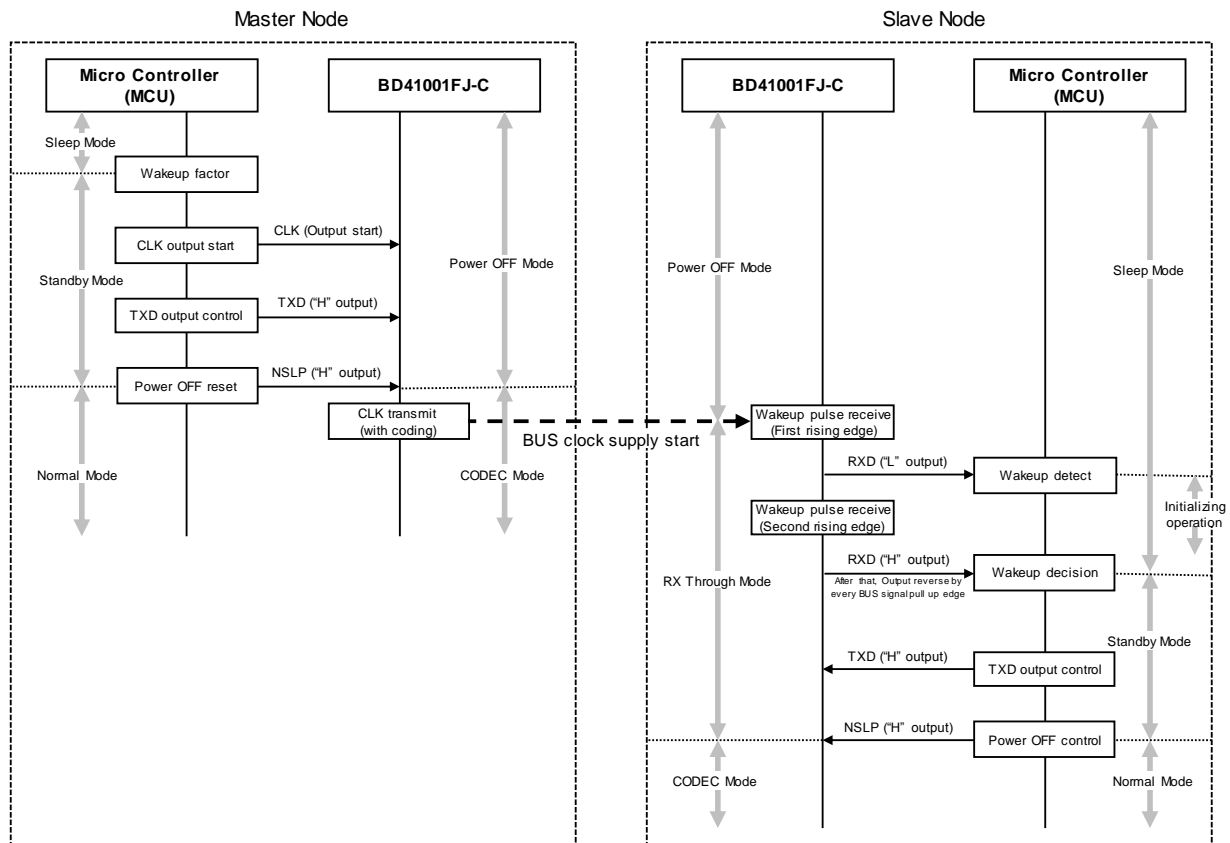 Master Node
Micro Controller
(MCU)
BD41001FJ-C
Sleep Mode
Wakeup factor
CLK output start
CLK (Output start)
Power OFF Mode
Standby Mode
TXD output control
TXD (“H” output)
Power OFF reset
NSLP (“H” output)
CLK transmit
(with coding)
BUS clock supply start
Normal Mode
CODEC Mode
Slave Node
BD41001FJ-C
Micro Controller
(MCU)
Power OFF Mode
Sleep Mode
Wakeup pulse receive
(First rising edge)
RXD (“L” output)
Wakeup detect
Initializing
operation
Wakeup pulse receive
(Second rising edge)
RXD (“H” output)
After that, Output reverse by
every BUS signal pull up edge
Wakeup decision
RX Through Mode
Standby Mode
TXD (“H” output)
TXD output control
NSLP (“H” output)
Power OFF control
CODEC Mode
Normal Mode